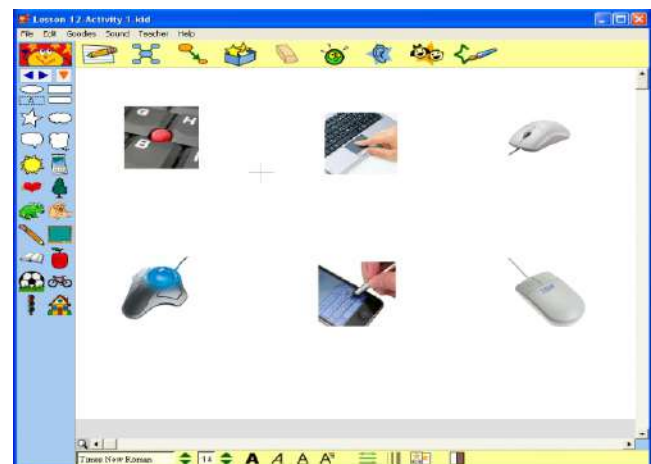 Lesson 12-Activity 1.kid
File Edit Goodies Sound Teacher Help
A
G
H
B
Times New Roman 14 A A A A